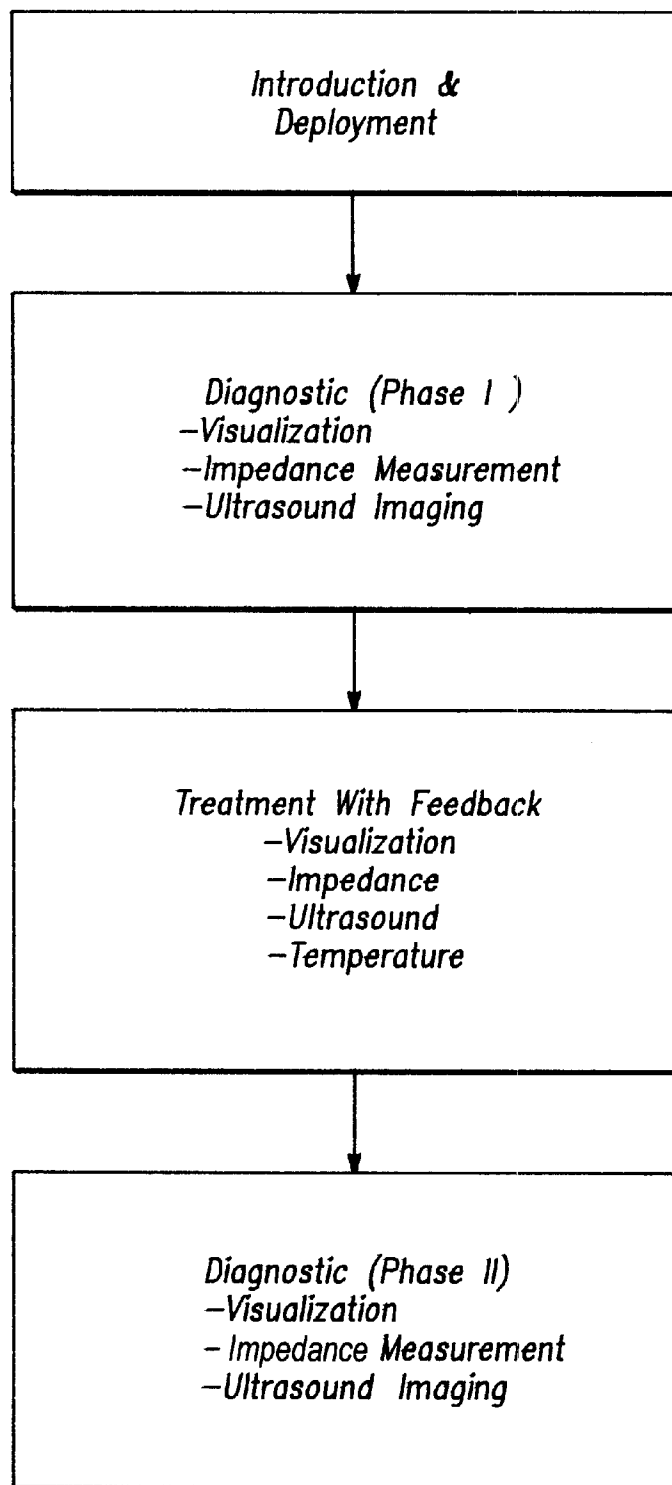 Introduction &
Deployment
Diagnostic (Phase I )
-Visualization
-Impedance Measurement
-Ultrasound Imaging
Treatment With Feedback
-Visualization
-Impedance
-Ultrasound
-Temperature
Diagnostic (Phase II)
-Visualization
- Impedance Measurement
-Ultrasound Imaging